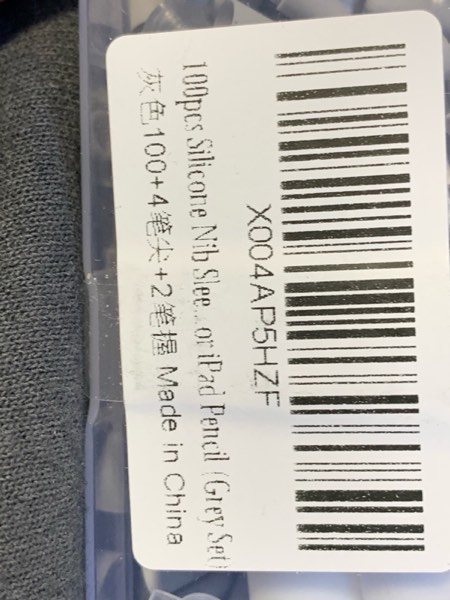 X004AP5HZF
100pcs Silicone Nib Slee...or iPad Pencil (Grey Set)
灰色100+4笔尖+2笔握 Made in China